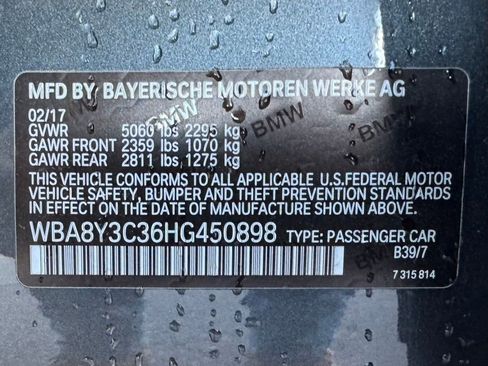 MFD BY BAYERISCHE MOTOREN WERKE AG
02/17
GVWR 5060 lbs 2295 kg
GAWR FRONT 2359 lbs 1070 kg
GAWR REAR 2811 lbs 1275 kg
THIS VEHICLE CONFORMS TO ALL APPLICABLE U.S.FEDERAL MOTOR
VEHICLE SAFETY, BUMPER AND THEFT PREVENTION STANDARDS
IN EFFECT ON THE DATE OF MANUFACTURE SHOWN ABOVE.
WBA8Y3C36HG450898 TYPE: PASSENGER CAR
B39/7
7 315 814
BMW
BMW
BMW